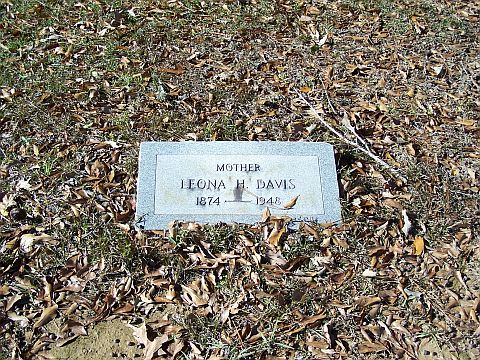 MOTHER
LEONA H. DAVIS
1874 — 1948